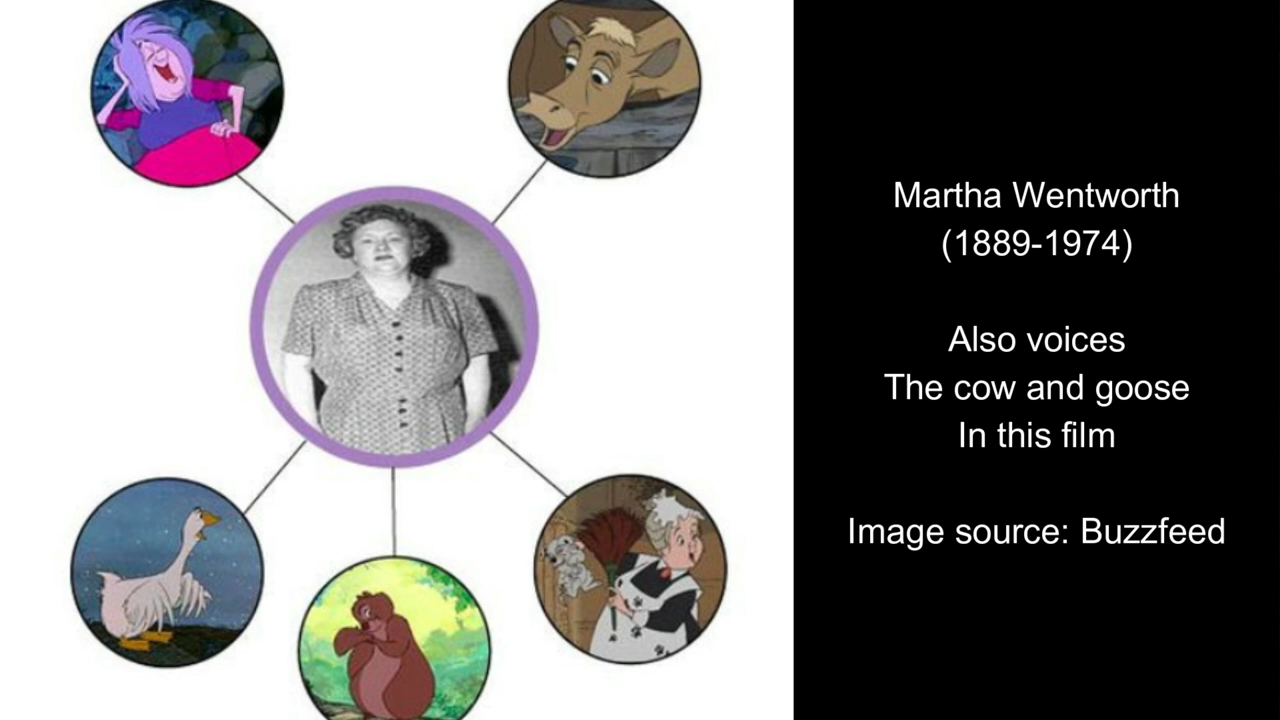 Martha Wentworth
(1889-1974)
Also voices
The cow and goose
In this film
Image source: Buzzfeed